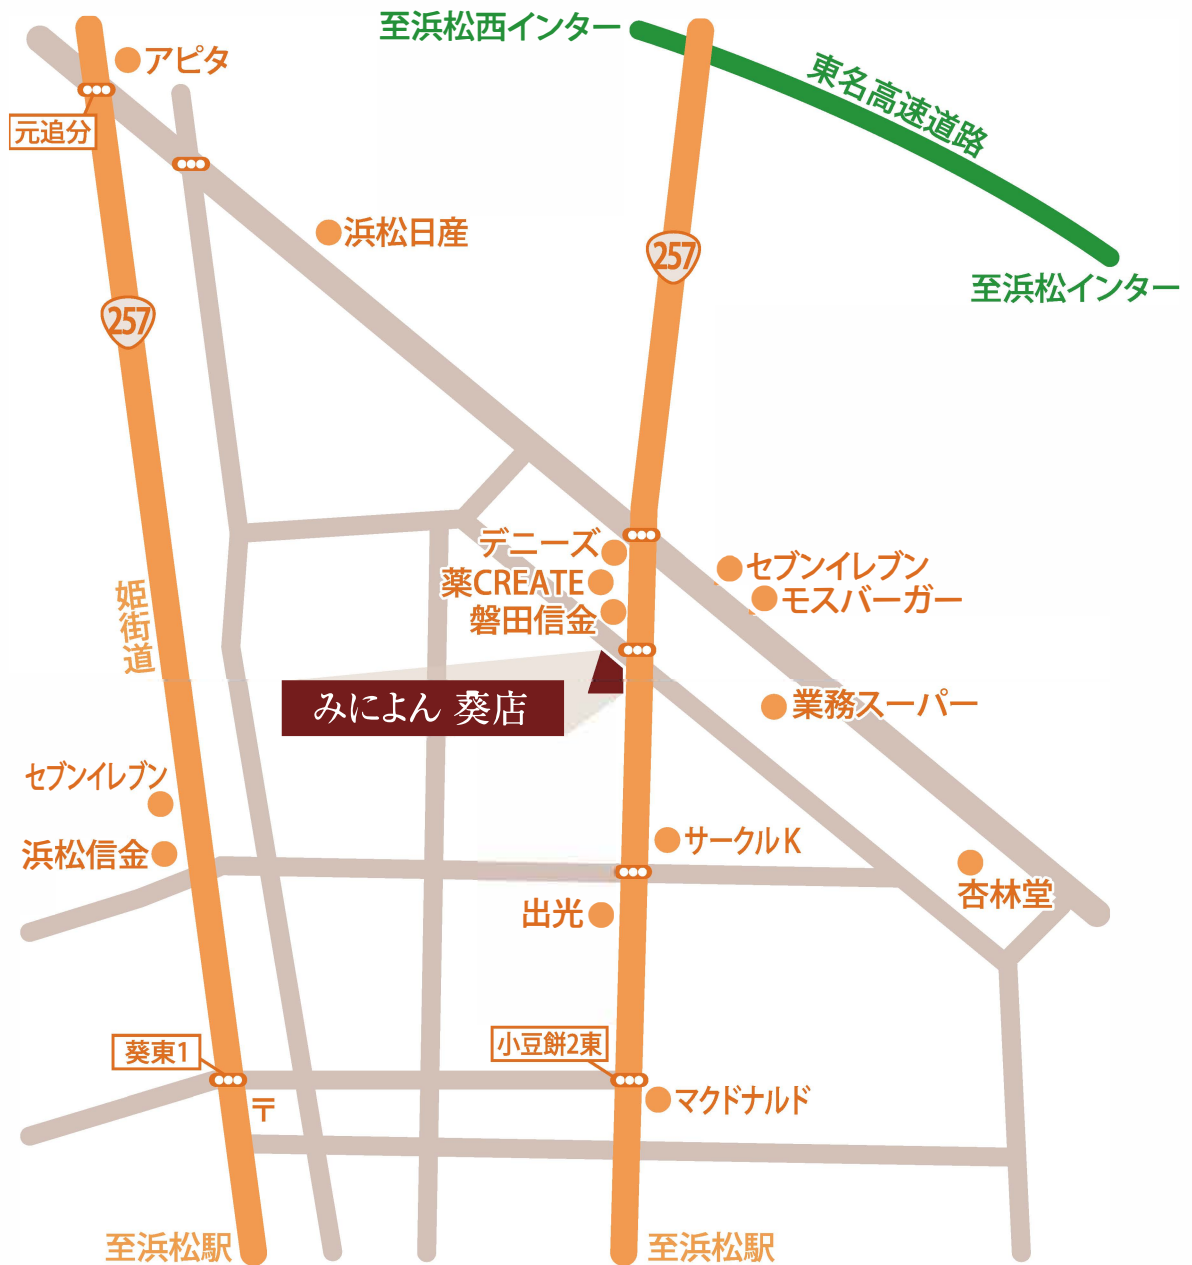 至浜松西インター
アピタ
東名高速道路
元追分
浜松日産
257
至浜松インター
257
デニーズ
セブンイレブン
薬CREATE
モスバーガー
磐田信金
姫街道
みによん 葵店
業務スーパー
セブンイレブン
サークルK
浜松信金
杏林堂
出光
葵東1
小豆餅2東
マクドナルド
〒
至浜松駅
至浜松駅